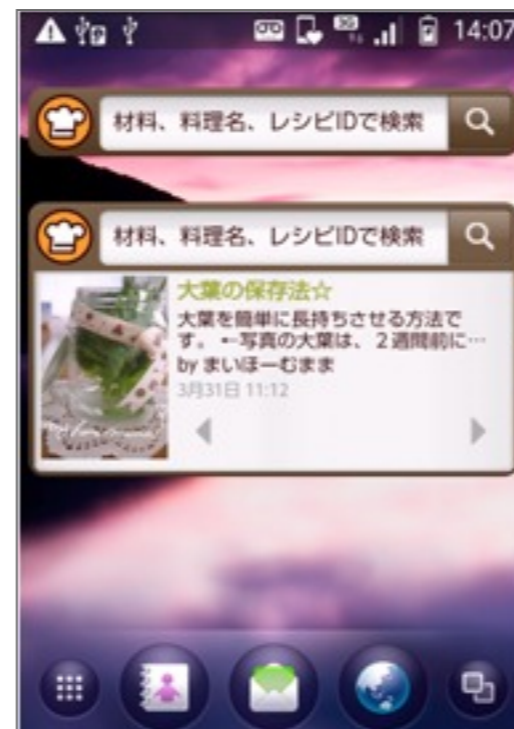 3G 14:07
材料、料理名、レシピIDで検索
材料、料理名、レシピIDで検索
大葉の保存法☆
大葉を簡単に長持ちさせる方法で
す。 ←写真の大葉は、２週間前に…
by まいほーむまま
3月31日 11:12